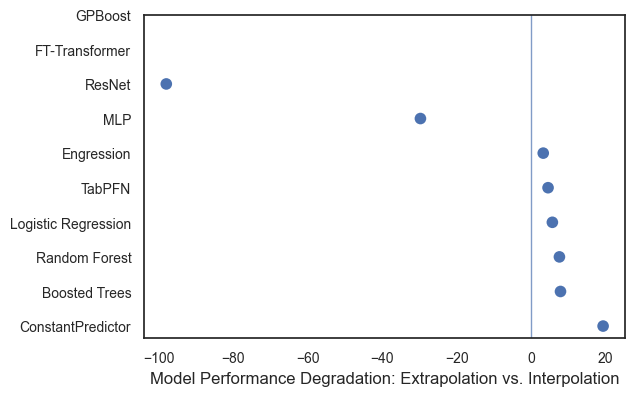 GPBoost
FT-Transformer
ResNet
MLP
Engression
TabPFN
Logistic Regression
Random Forest
Boosted Trees
ConstantPredictor
−100 −80 −60 −40 −20 0 20
Model Performance Degradation: Extrapolation vs. Interpolation